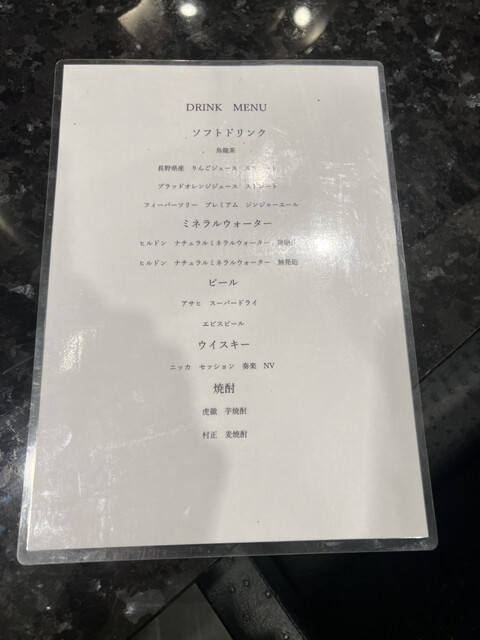 DRINK MENU
ソフトドリンク
烏龍茶
長野県産 りんごジュース ストレート
ブラッドオレンジジュース ストレート
フィーバーツリー プレミアム ジンジャーエール
ミネラルウォーター
ヒルドン ナチュラルミネラルウォーター 発泡
ヒルドン ナチュラルミネラルウォーター 無発泡
ビール
アサヒ スーパードライ
エビスビール
ウイスキー
ニッカ セッション 奏楽 NV
焼酎
虎徹 芋焼酎
村正 麦焼酎